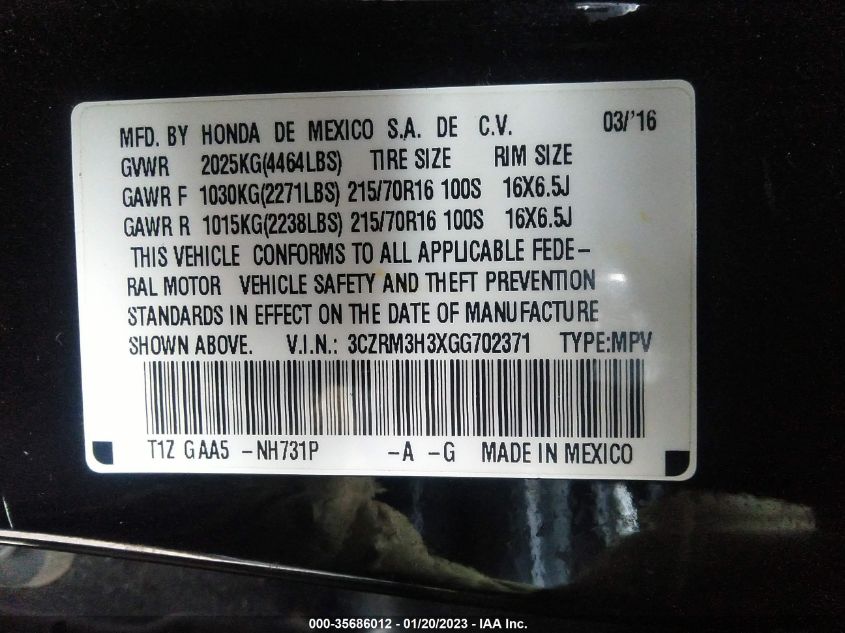 MFD. BY HONDA DE MEXICO S.A. DE C.V. 03/'16
GVWR 2025KG(4464LBS) TIRE SIZE RIM SIZE
GAWR F 1030KG(2271LBS) 215/70R16 100S 16X6.5J
GAWR R 1015KG(2238LBS) 215/70R16 100S 16X6.5J
THIS VEHICLE CONFORMS TO ALL APPLICABLE FEDE-
RAL MOTOR VEHICLE SAFETY AND THEFT PREVENTION
STANDARDS IN EFFECT ON THE DATE OF MANUFACTURE
SHOWN ABOVE. V.I.N.: 3CZRM3H3XGG702371 TYPE:MPV
T1Z GAA5 -NH731P -A -G MADE IN MEXICO
000-35686012 - 01/20/2023 - IAA Inc.